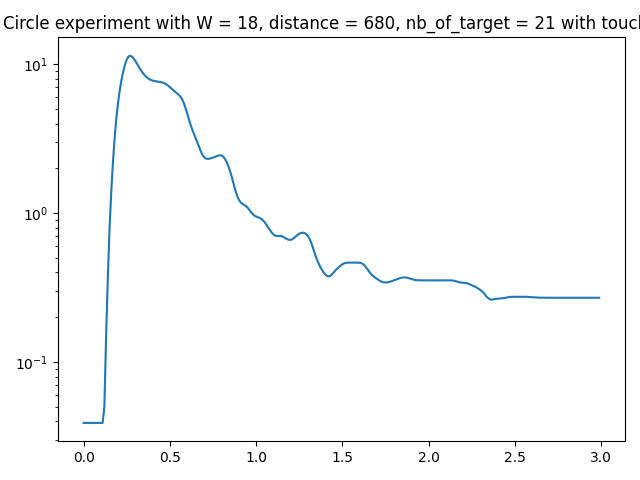 Circle experiment with W = 18, distance = 680, nb_of_target = 21 with touc
10¹
10⁰
10⁻¹
0.0 0.5 1.0 1.5 2.0 2.5 3.0